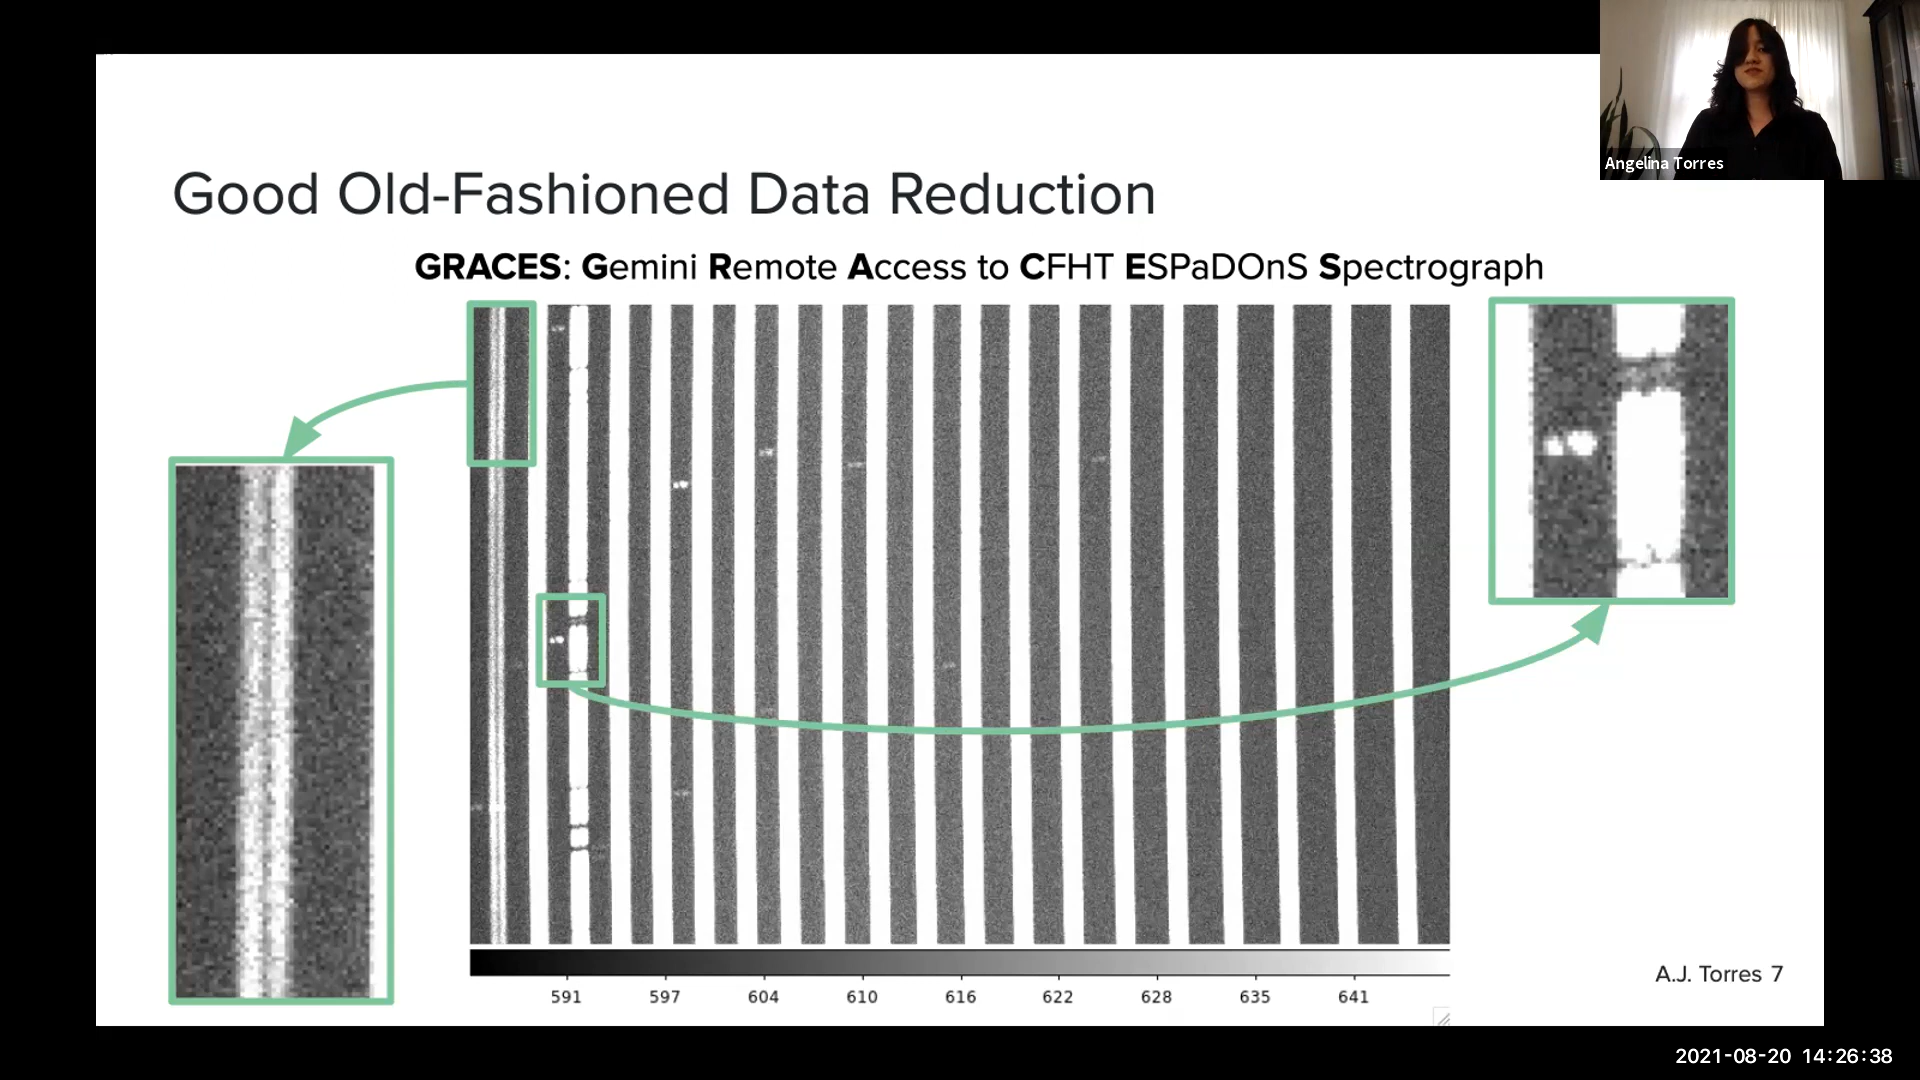 Angelina Torres
Good Old-Fashioned Data Reduction
GRACES: Gemini Remote Access to CFHT ESPaDOnS Spectrograph
591 597 604 610 616 622 628 635 641
A.J. Torres 7
2021-08-20 14:26:38